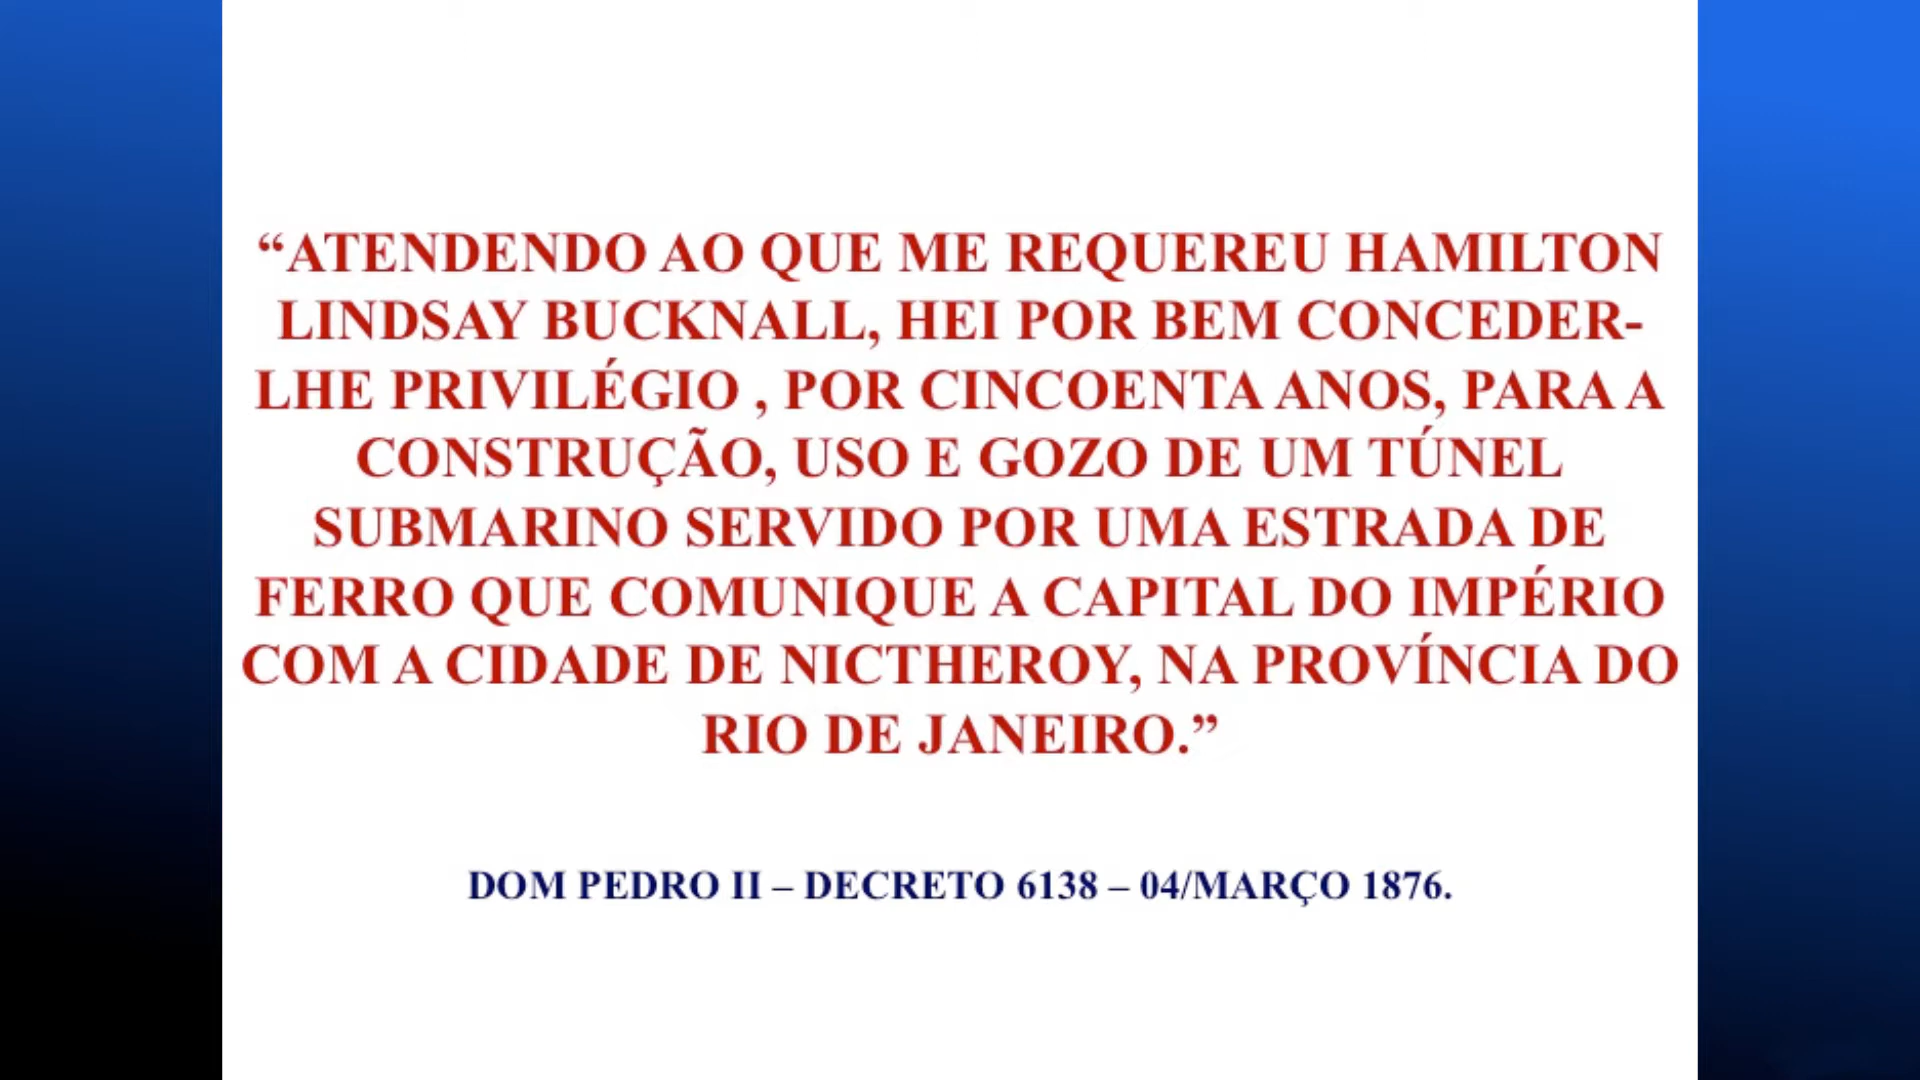 “ATENDENDO AO QUE ME REQUEREU HAMILTON
LINDSAY BUCKNALL, HEI POR BEM CONCEDER-
LHE PRIVILÉGIO , POR CINCOENTA ANOS, PARA A
CONSTRUÇÃO, USO E GOZO DE UM TÚNEL
SUBMARINO SERVIDO POR UMA ESTRADA DE
FERRO QUE COMUNIQUE A CAPITAL DO IMPÉRIO
COM A CIDADE DE NICTHEROY, NA PROVÍNCIA DO
RIO DE JANEIRO.”
DOM PEDRO II – DECRETO 6138 – 04/MARÇO 1876.